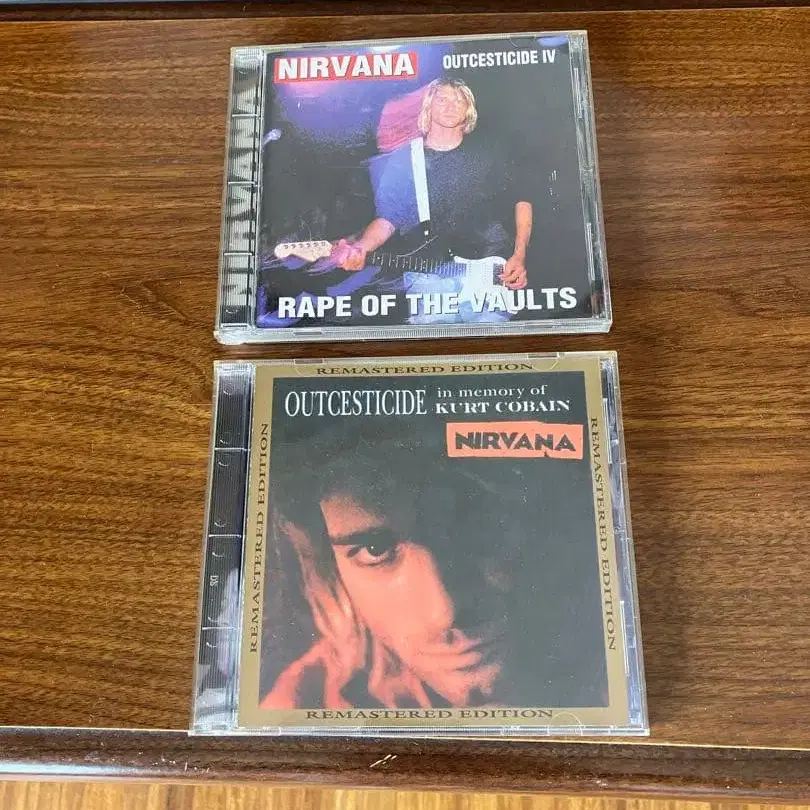 NIRVANA
OUTCESTICIDE IV
NIRVANA
RAPE OF THE VAULTS
REMASTERED EDITION
OUTCESTICIDE in memory of
KURT COBAIN
NIRVANA
REMASTERED EDITION
REMASTERED EDITION
REMASTERED EDITION